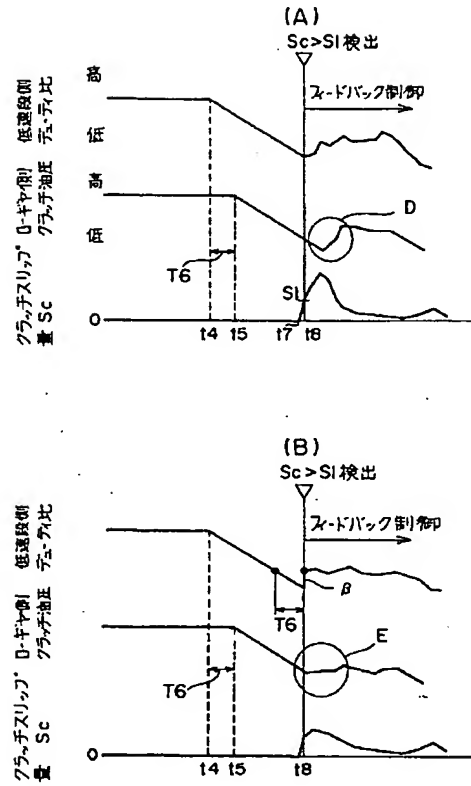 (A)
Sc>Sl 検出
フィードバック制御
高
低
高
低
低速段側
デューティ比
ローギヤ側
クラッチ油圧
クラッチスリップ
量 Sc
D
T6
Sl
0
t4
t5
t7
t8
(B)
Sc>Sl 検出
フィードバック制御
低速段側
デューティ比
ローギヤ側
クラッチ油圧
クラッチスリップ
量 Sc
T6
β
E
T6
0
t4
t5
t8